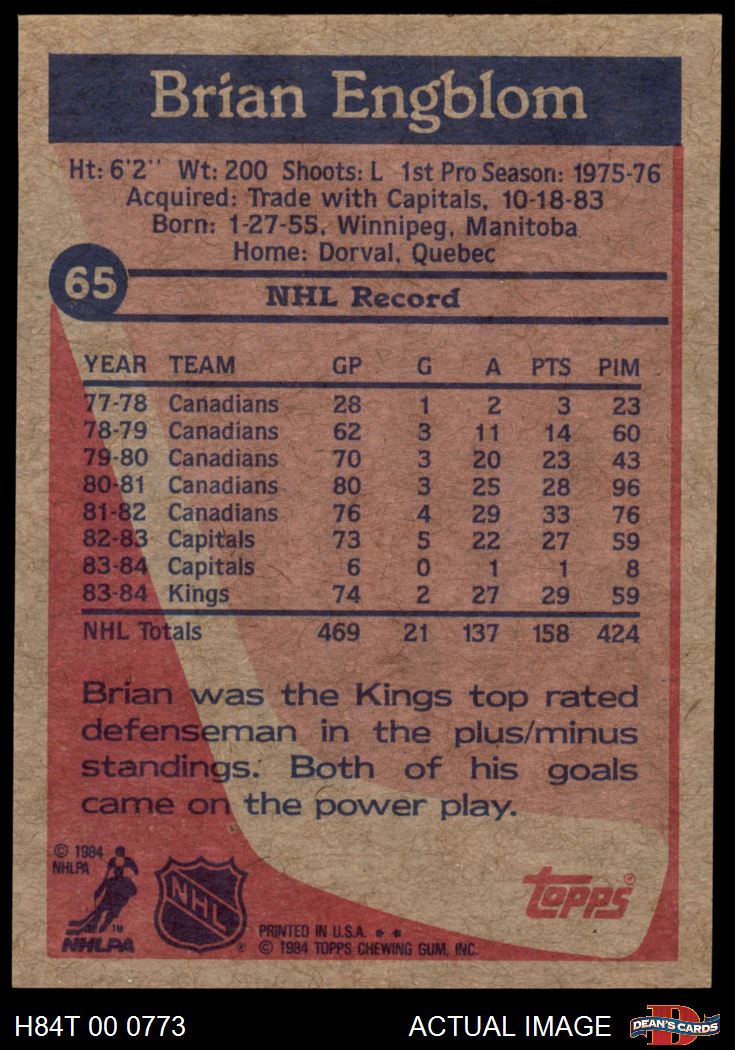 Brian Engblom
Ht: 6'2'' Wt: 200 Shoots: L 1st Pro Season: 1975-76
Acquired: Trade with Capitals, 10-18-83
Born: 1-27-55, Winnipeg, Manitoba
Home: Dorval, Quebec
65
NHL Record
YEAR TEAM GP G A PTS PIM
77-78 Canadians 28 1 2 3 23
78-79 Canadians 62 3 11 14 60
79-80 Canadians 70 3 20 23 43
80-81 Canadians 80 3 25 28 96
81-82 Canadians 76 4 29 33 76
82-83 Capitals 73 5 22 27 59
83-84 Capitals 6 0 1 1 8
83-84 Kings 74 2 27 29 59
NHL Totals 469 21 137 158 424
Brian was the Kings top rated
defenseman in the plus/minus
standings. Both of his goals
came on the power play.
© 1984
NHLPA
TM
NHLPA
NHL
®
PRINTED IN U.S.A. * *
© 1984 TOPPS CHEWING GUM, INC.
topps®
H84T 00 0773
ACTUAL IMAGE
D
DEAN'S CARDS